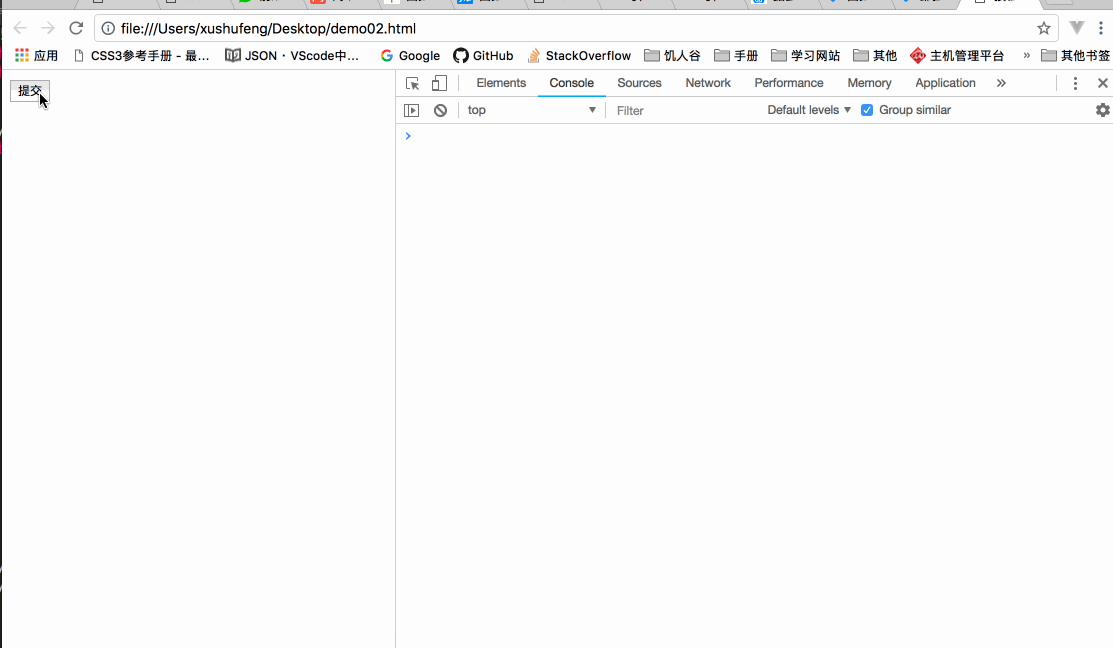 file:///Users/xushufeng/Desktop/demo02.html
应用 CSS3参考手册 - 最… JSON · VScode中… Google GitHub StackOverflow 饥人谷 手册 学习网站 其他 主机管理平台 » 其他书签
提交
Elements Console Sources Network Performance Memory Application »
top Filter Default levels Group similar